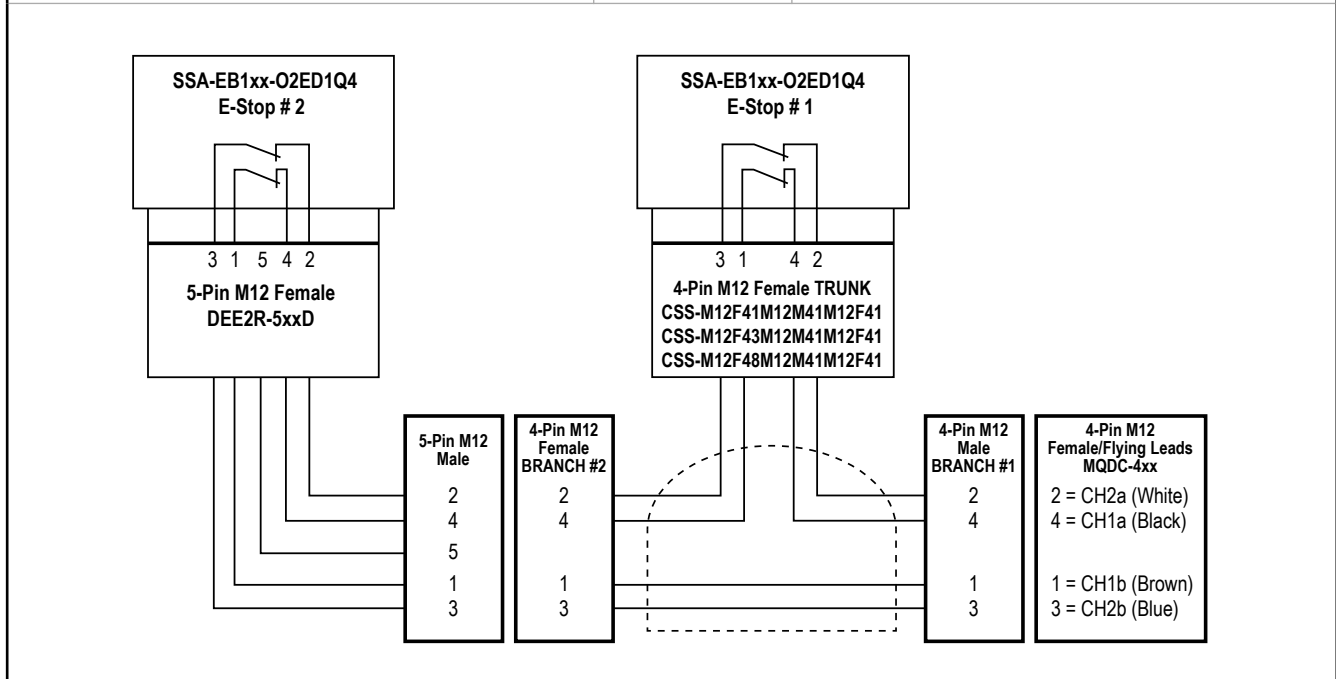 SSA-EB1xx-O2ED1Q4
E-Stop # 2
3 1 5 4 2
5-Pin M12 Female
DEE2R-5xxD
SSA-EB1xx-O2ED1Q4
E-Stop # 1
3 1 4 2
4-Pin M12 Female TRUNK
CSS-M12F41M12M41M12F41
CSS-M12F43M12M41M12F41
CSS-M12F48M12M41M12F41
5-Pin M12
Male
2
4
5
1
3
4-Pin M12
Female
BRANCH #2
2
4
1
3
4-Pin M12
Male
BRANCH #1
2
4
1
3
4-Pin M12
Female/Flying Leads
MQDC-4xx
2 = CH2a (White)
4 = CH1a (Black)
1 = CH1b (Brown)
3 = CH2b (Blue)